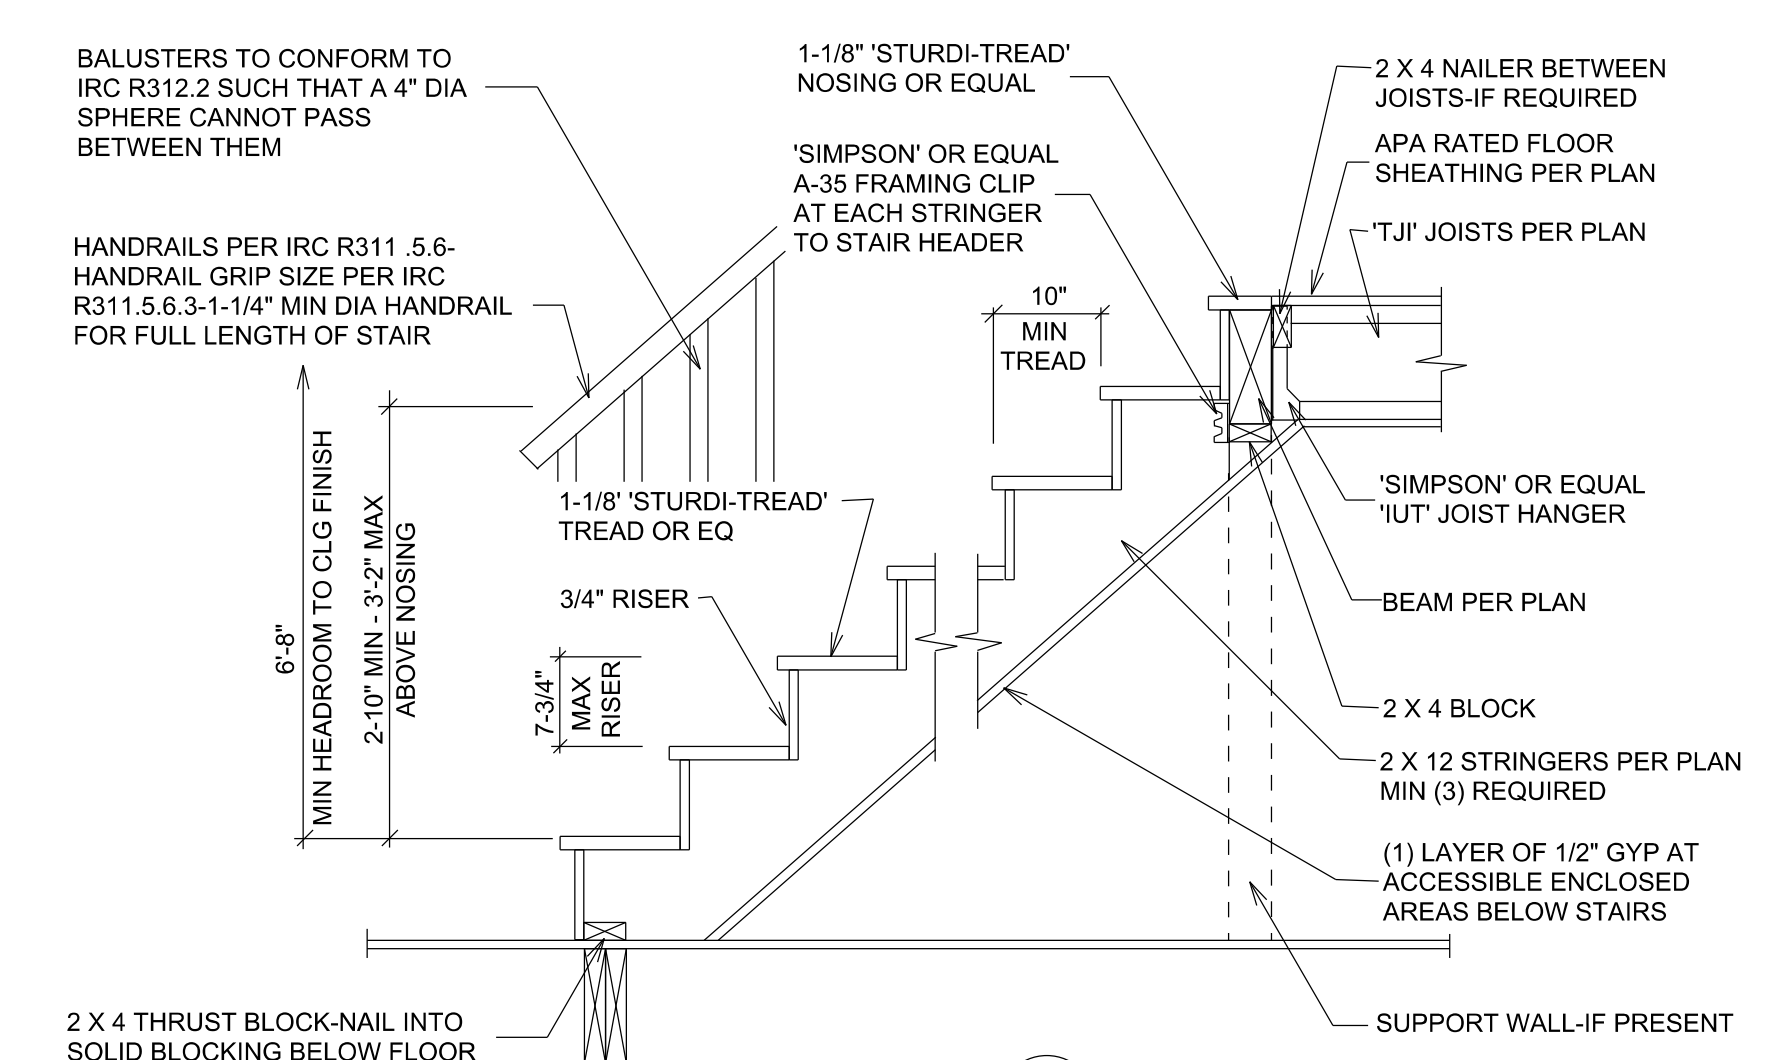 BALUSTERS TO CONFORM TO
IRC R312.2 SUCH THAT A 4" DIA
SPHERE CANNOT PASS
BETWEEN THEM
HANDRAILS PER IRC R311 .5.6-
HANDRAIL GRIP SIZE PER IRC
R311.5.6.3-1-1/4" MIN DIA HANDRAIL
FOR FULL LENGTH OF STAIR
1-1/8" 'STURDI-TREAD'
NOSING OR EQUAL
'SIMPSON' OR EQUAL
A-35 FRAMING CLIP
AT EACH STRINGER
TO STAIR HEADER
2 X 4 NAILER BETWEEN
JOISTS-IF REQUIRED
APA RATED FLOOR
SHEATHING PER PLAN
'TJI' JOISTS PER PLAN
10"
MIN
TREAD
6'-8"
MIN HEADROOM TO CLG FINISH
2-10" MIN - 3'-2" MAX
ABOVE NOSING
1-1/8' 'STURDI-TREAD'
TREAD OR EQ
3/4" RISER
7-3/4"
MAX
RISER
'SIMPSON' OR EQUAL
'IUT' JOIST HANGER
BEAM PER PLAN
2 X 4 BLOCK
2 X 12 STRINGERS PER PLAN
MIN (3) REQUIRED
(1) LAYER OF 1/2" GYP AT
ACCESSIBLE ENCLOSED
AREAS BELOW STAIRS
SUPPORT WALL-IF PRESENT
2 X 4 THRUST BLOCK-NAIL INTO
SOLID BLOCKING BELOW FLOOR